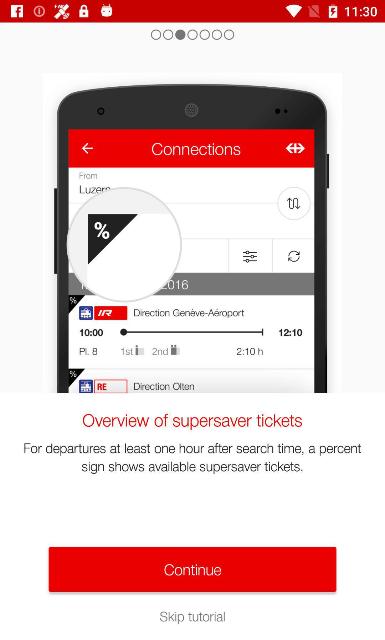 11:30
Connections
From
Luzern
%
2016
%
IR Direction Genève-Aéroport
10:00 12:10
Pl. 8 1st 2nd 2:10 h
%
RE Direction Olten
Overview of supersaver tickets
For departures at least one hour after search time, a percent
sign shows available supersaver tickets.
Continue
Skip tutorial